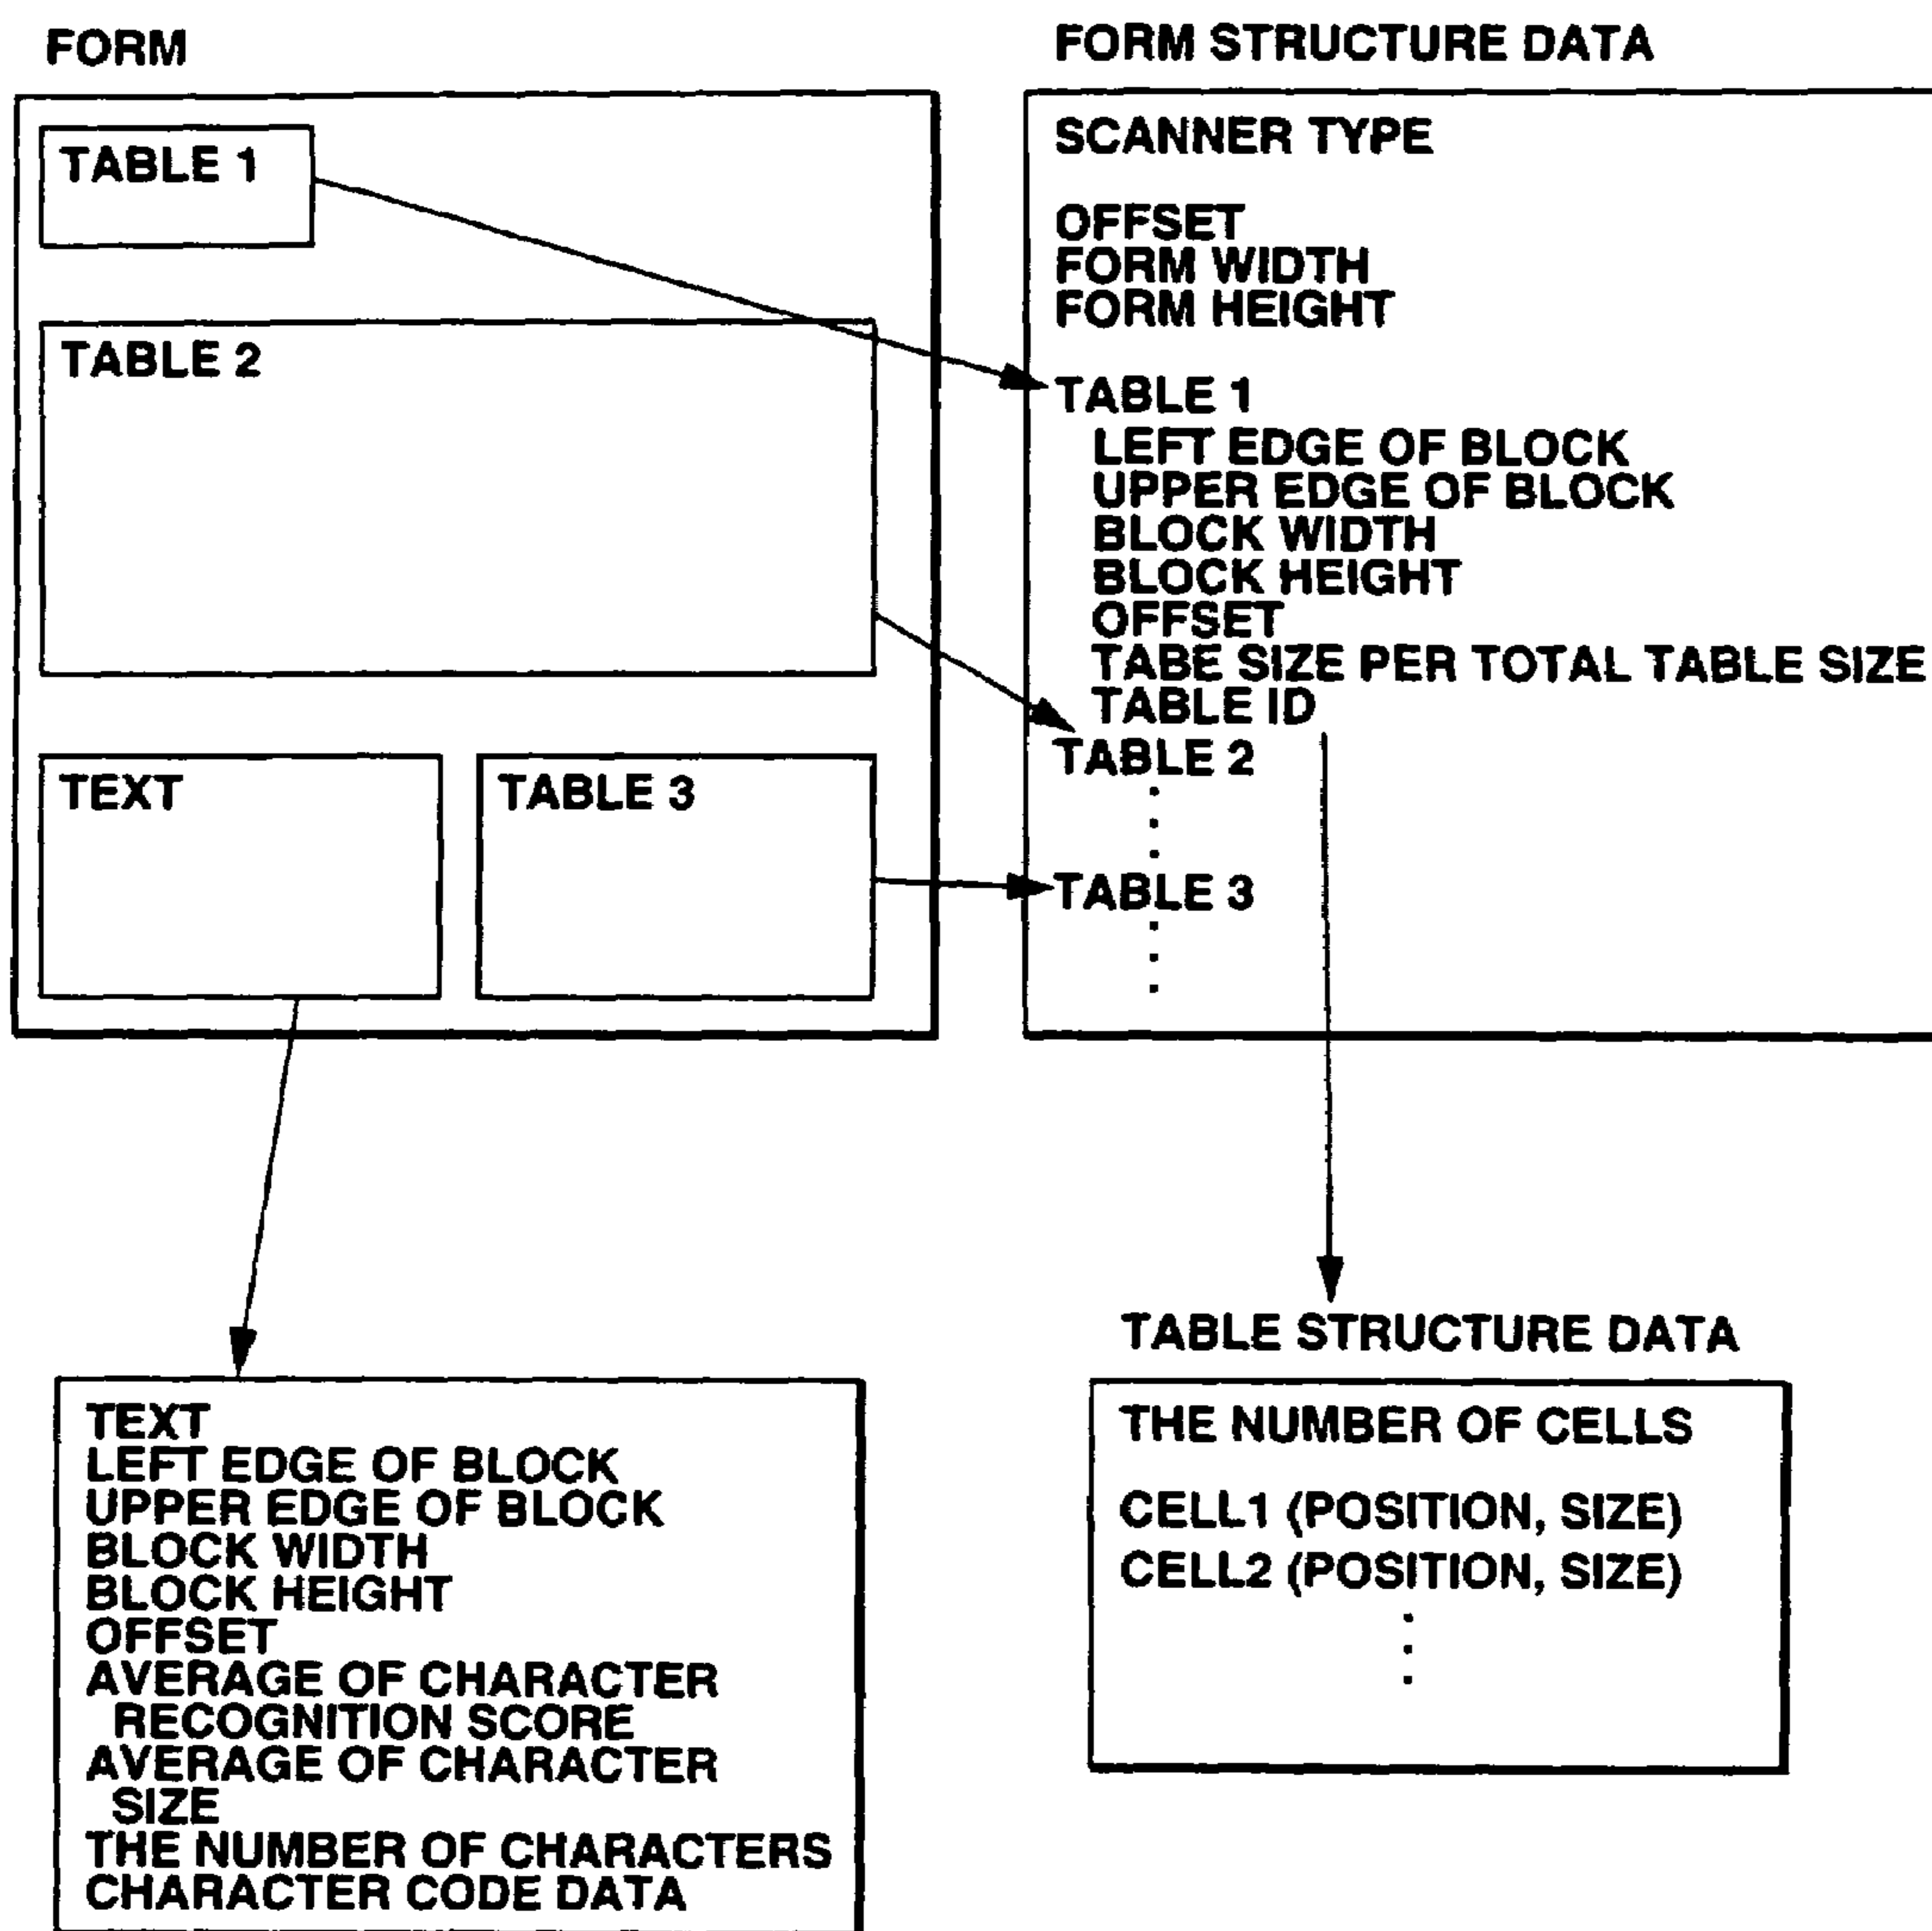 FORM
TABLE 1
TABLE 2
TEXT
TABLE 3
FORM STRUCTURE DATA
SCANNER TYPE
OFFSET
FORM WIDTH
FORM HEIGHT
TABLE 1
LEFT EDGE OF BLOCK
UPPER EDGE OF BLOCK
BLOCK WIDTH
BLOCK HEIGHT
OFFSET
TABE SIZE PER TOTAL TABLE SIZE
TABLE ID
TABLE 2
TABLE 3
TEXT
LEFT EDGE OF BLOCK
UPPER EDGE OF BLOCK
BLOCK WIDTH
BLOCK HEIGHT
OFFSET
AVERAGE OF CHARACTER
RECOGNITION SCORE
AVERAGE OF CHARACTER
SIZE
THE NUMBER OF CHARACTERS
CHARACTER CODE DATA
TABLE STRUCTURE DATA
THE NUMBER OF CELLS
CELL1 (POSITION, SIZE)
CELL2 (POSITION, SIZE)